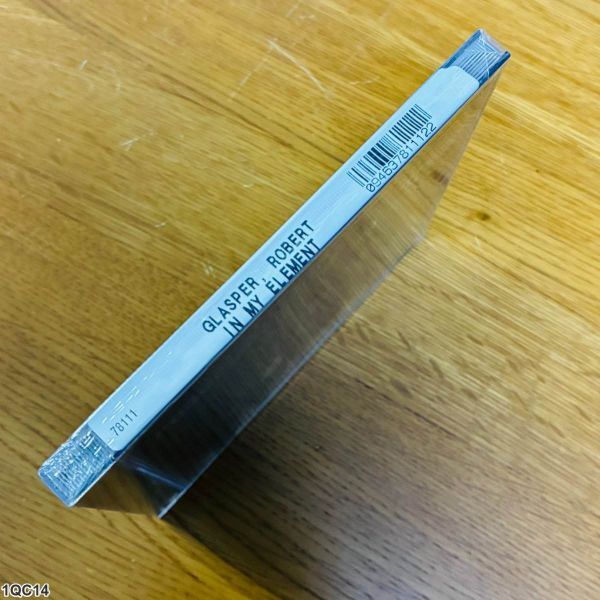 GLASPER, ROBERT
IN MY ELEMENT
094637811122
78111
1QC14